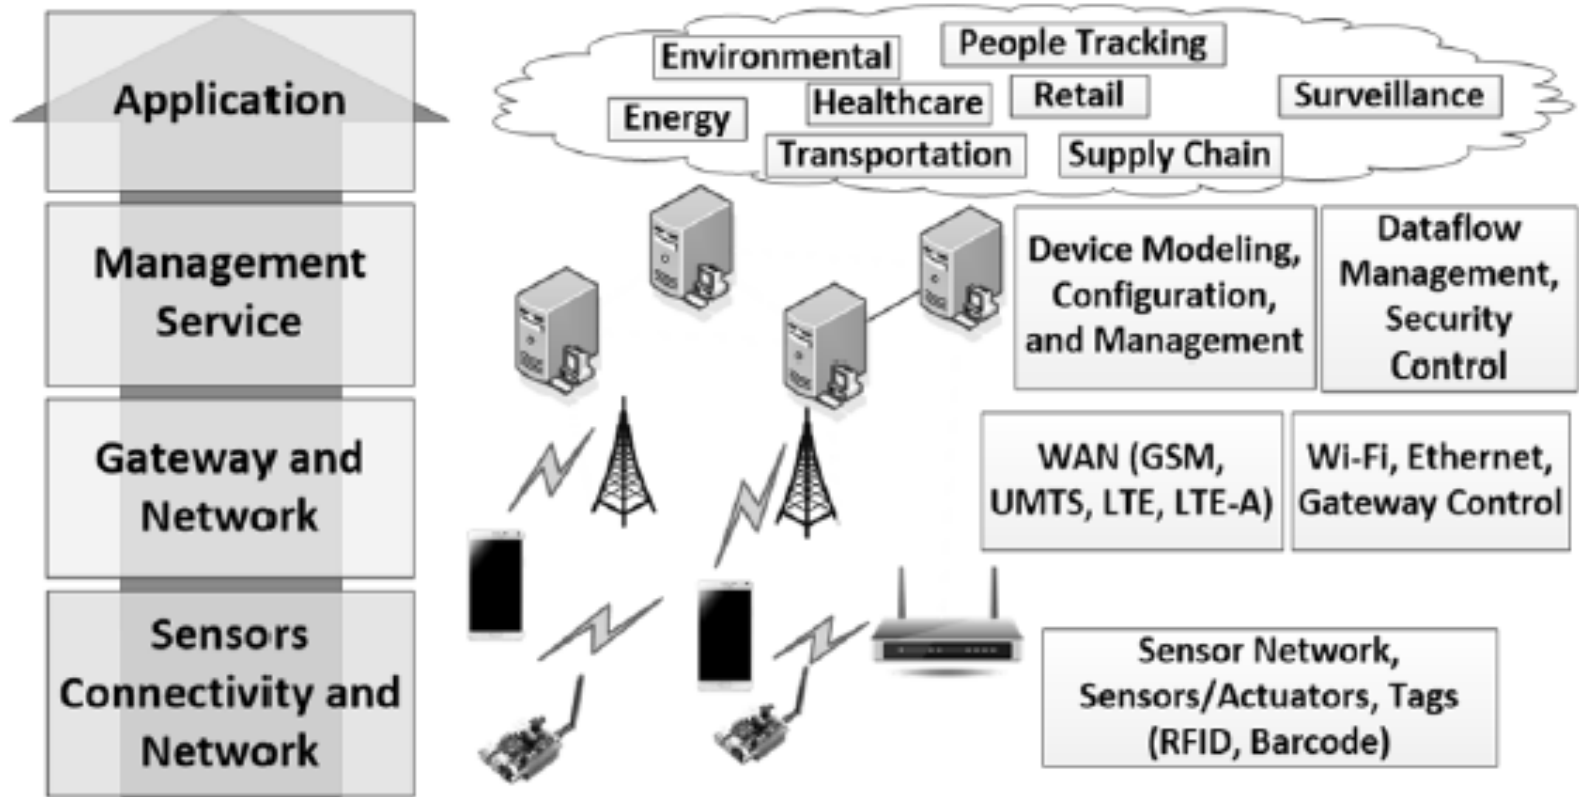 Application
Environmental
People Tracking
Energy
Healthcare
Retail
Surveillance
Transportation
Supply Chain
Management
Service
Device Modeling,
Configuration,
and Management
Dataflow
Management,
Security
Control
Gateway and
Network
WAN (GSM,
UMTS, LTE, LTE-A)
Wi-Fi, Ethernet,
Gateway Control
Sensors
Connectivity and
Network
Sensor Network,
Sensors/Actuators, Tags
(RFID, Barcode)